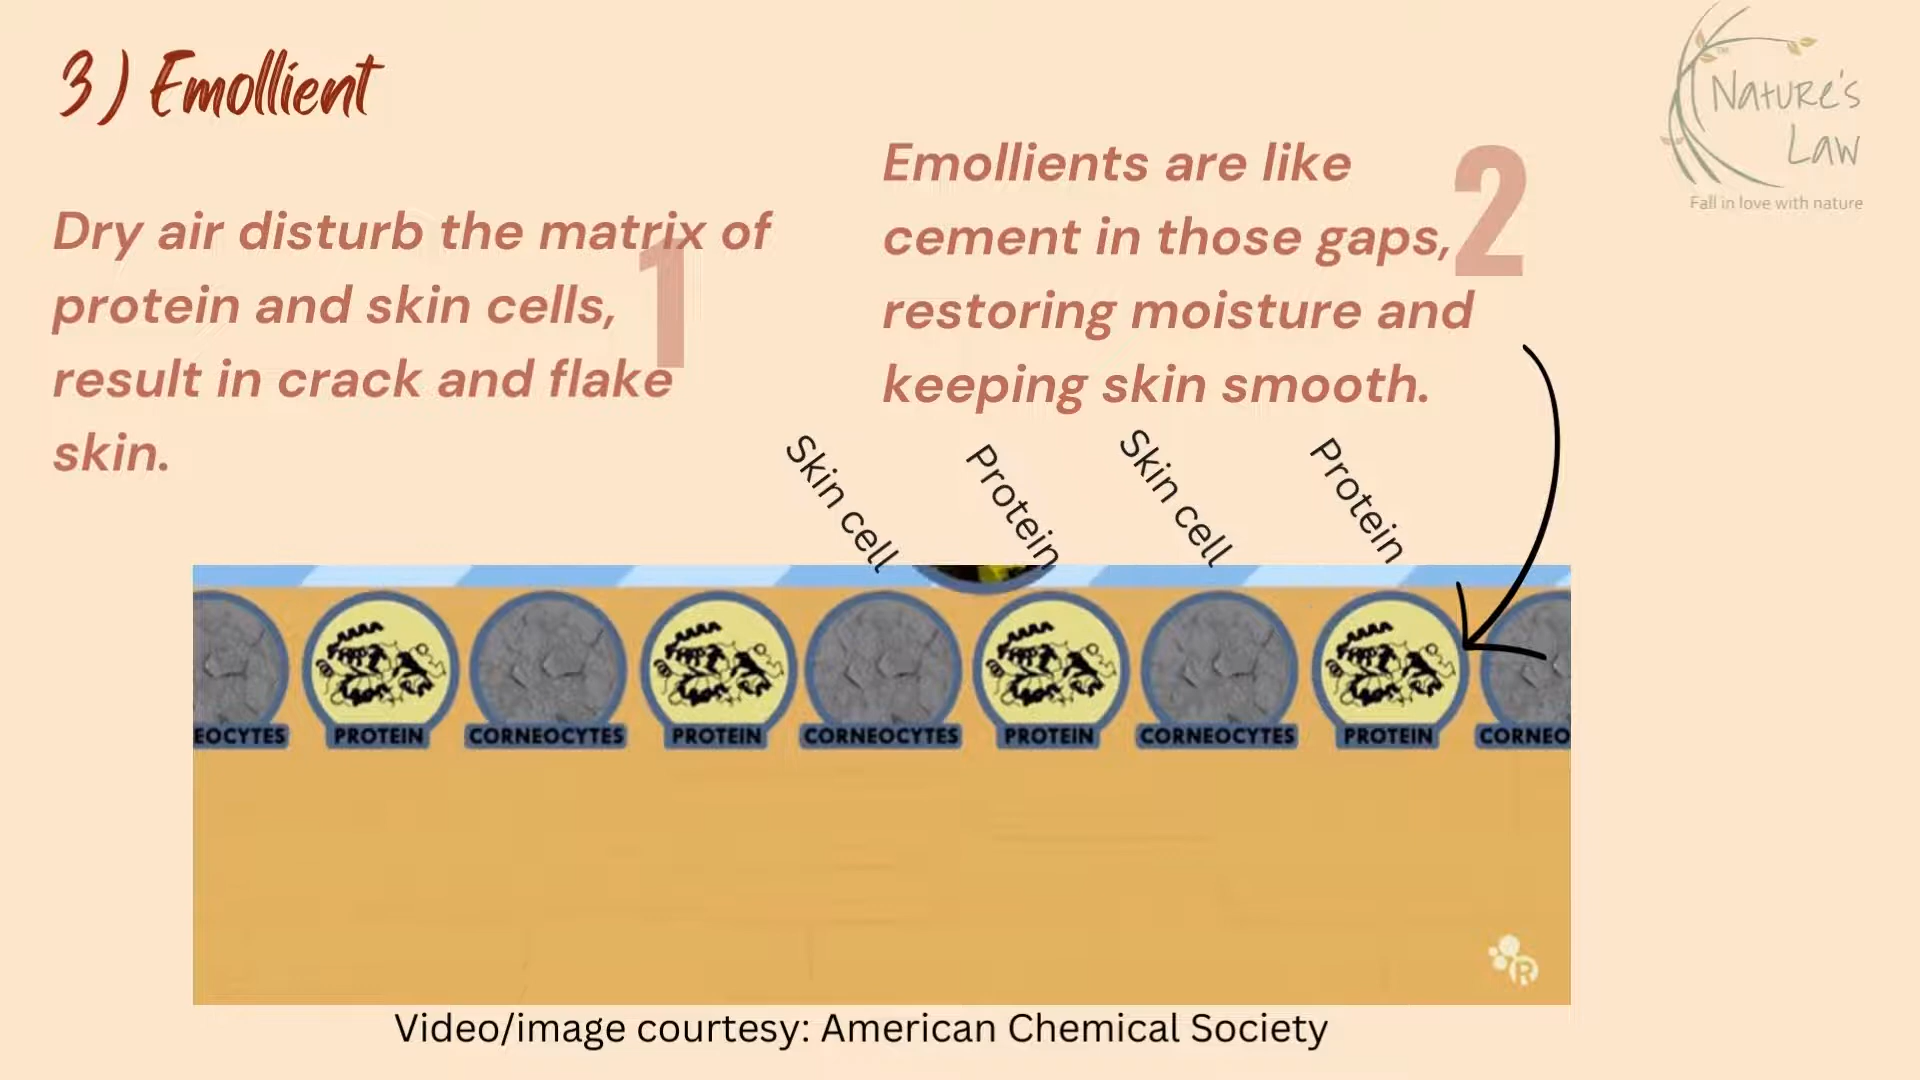 3) Emollient
Dry air disturb the matrix of
protein and skin cells,
result in crack and flake
skin.
1
Emollients are like
cement in those gaps,
restoring moisture and
keeping skin smooth.
2
TM
Nature's
Law
Fall in love with nature
Skin cell
Protein
Skin cell
Protein
EOCYTES
PROTEIN
CORNEOCYTES
PROTEIN
CORNEOCYTES
PROTEIN
CORNEOCYTES
PROTEIN
CORNEO
R
Video/image courtesy: American Chemical Society